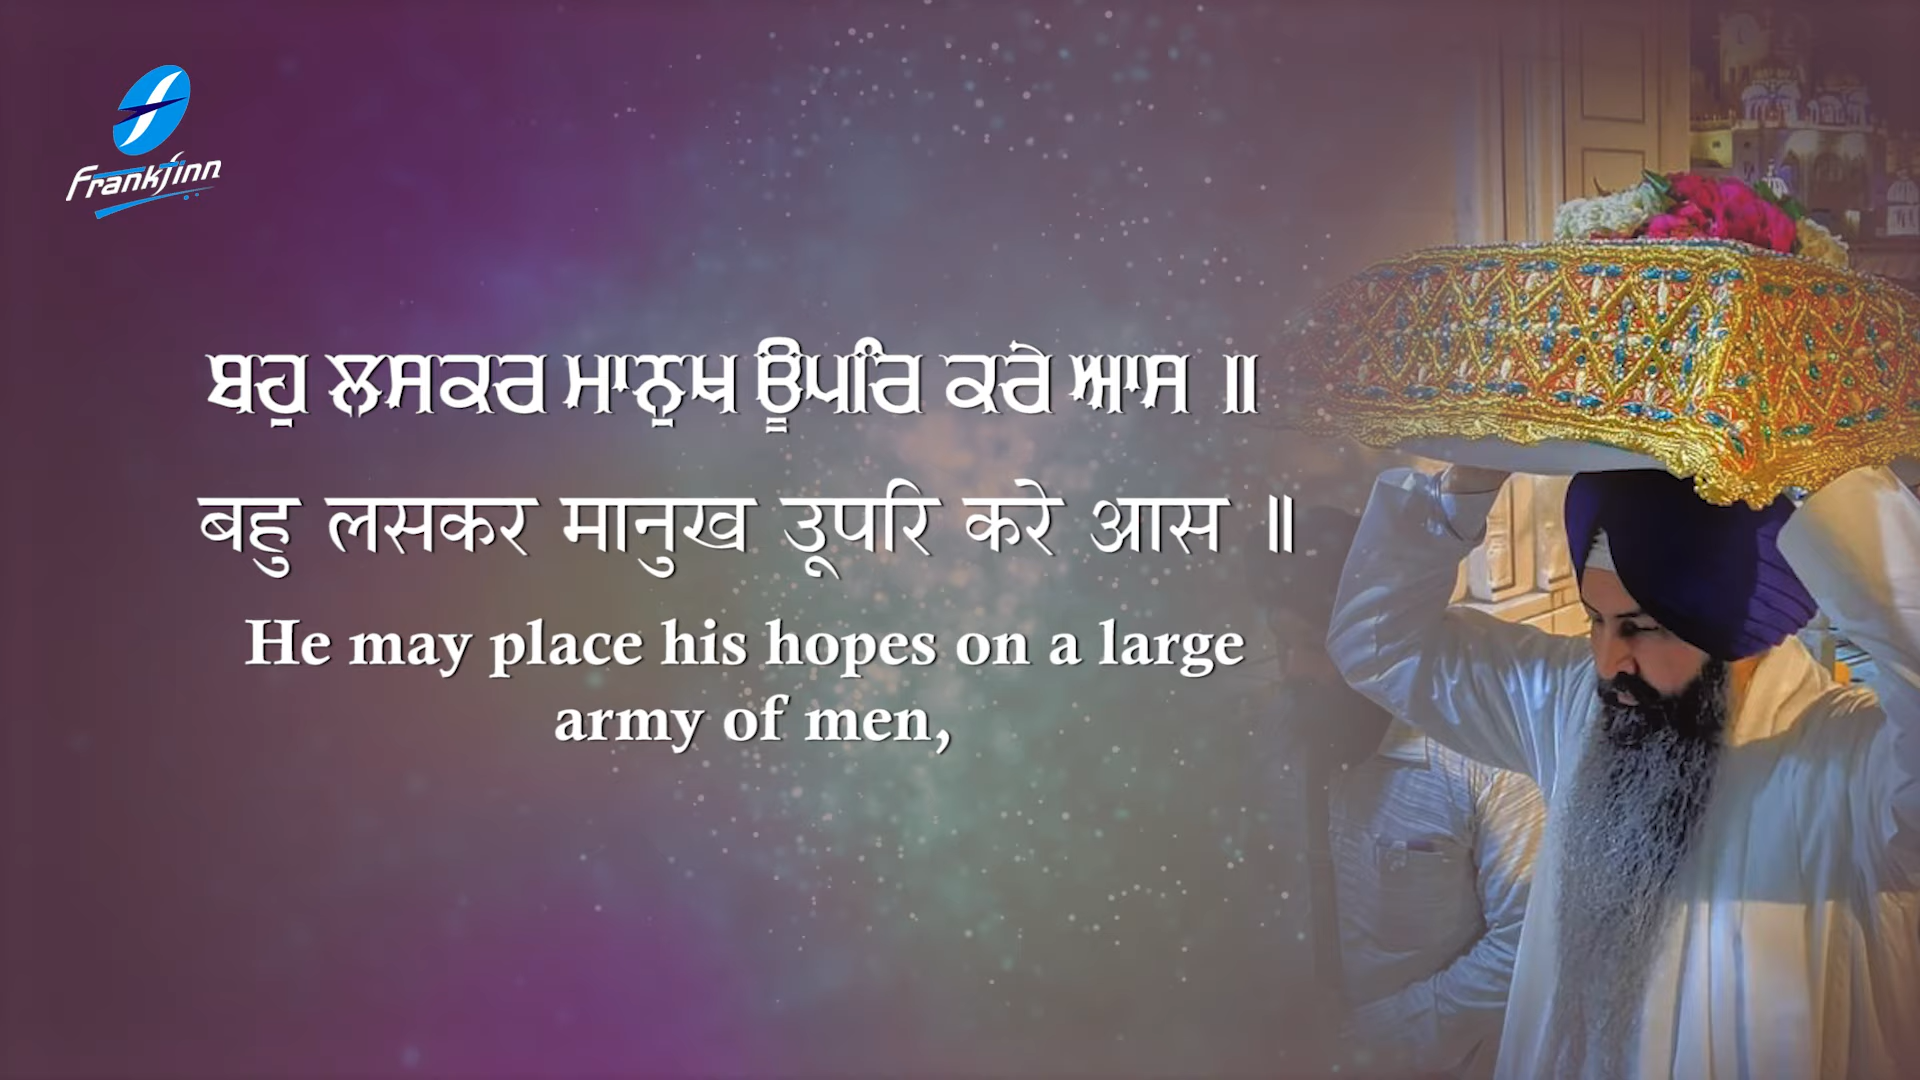 Frankfinn
ਬਹੁ ਲਸਕਰ ਮਾਨੁਖ ਊਪਰਿ ਕਰੇ ਆਸ ॥
बहु लसकर मानुख उूपरि करे आस ॥
He may place his hopes on a large
army of men,